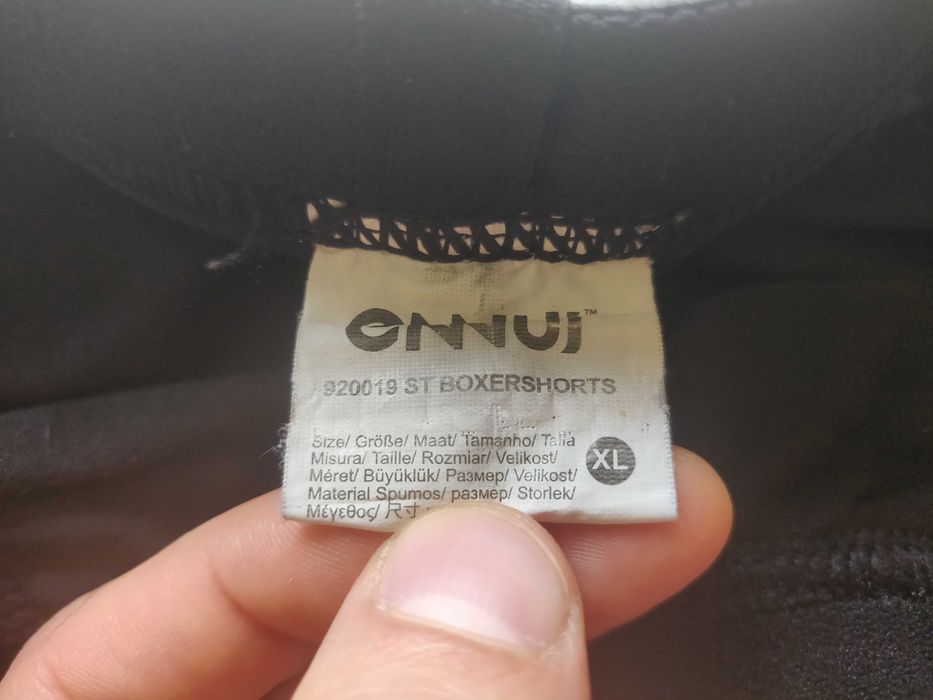 ONNUj™
920019 ST BOXERSHORTS
Size/ Größe/ Maat/ Tamanho/ Talla
Misura/ Taille/ Rozmiar/ Velikost/
Méret/ Büyüklük/ Размер/ Velikost/
Material Spumos/ размер/ Storlek/
Μέγεθος/ 尺寸
XL